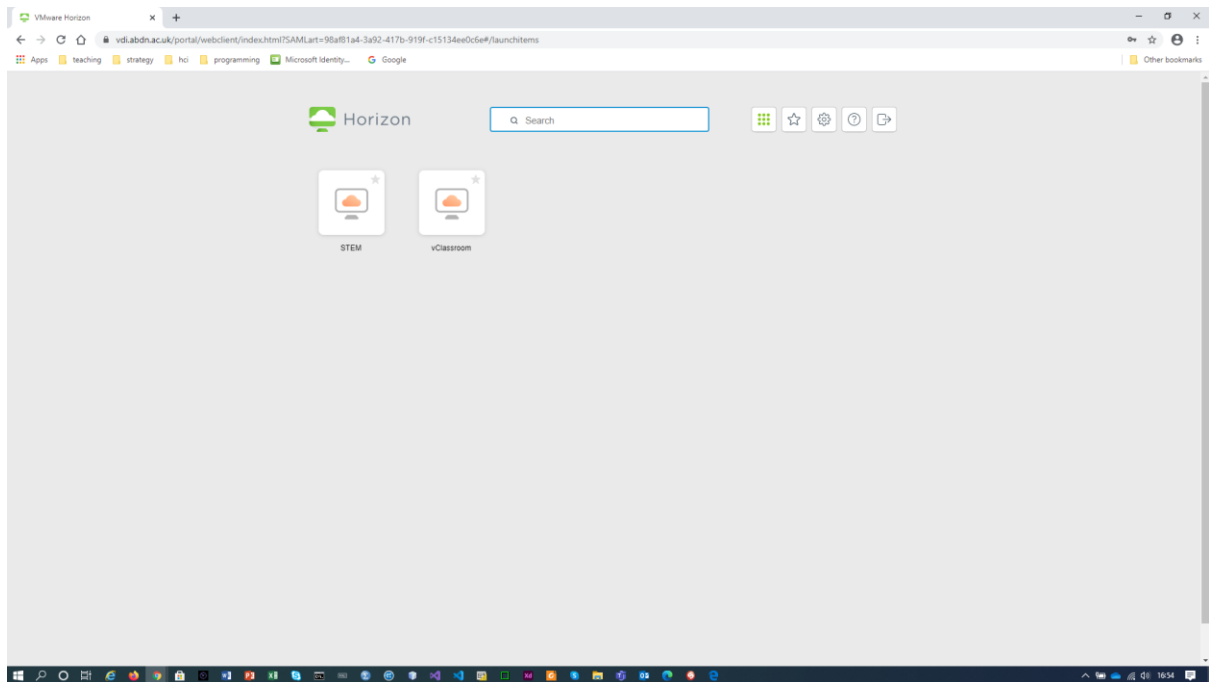 VMware Horizon
vdi.abdn.ac.uk/portal/webclient/index.html?SAMLart=98af81a4-3a92-417b-919f-c15134ee0c6e#/launchitems
Apps teaching strategy hci programming Microsoft Identity... Google Other bookmarks
Horizon Search
STEM vClassroom
16:54